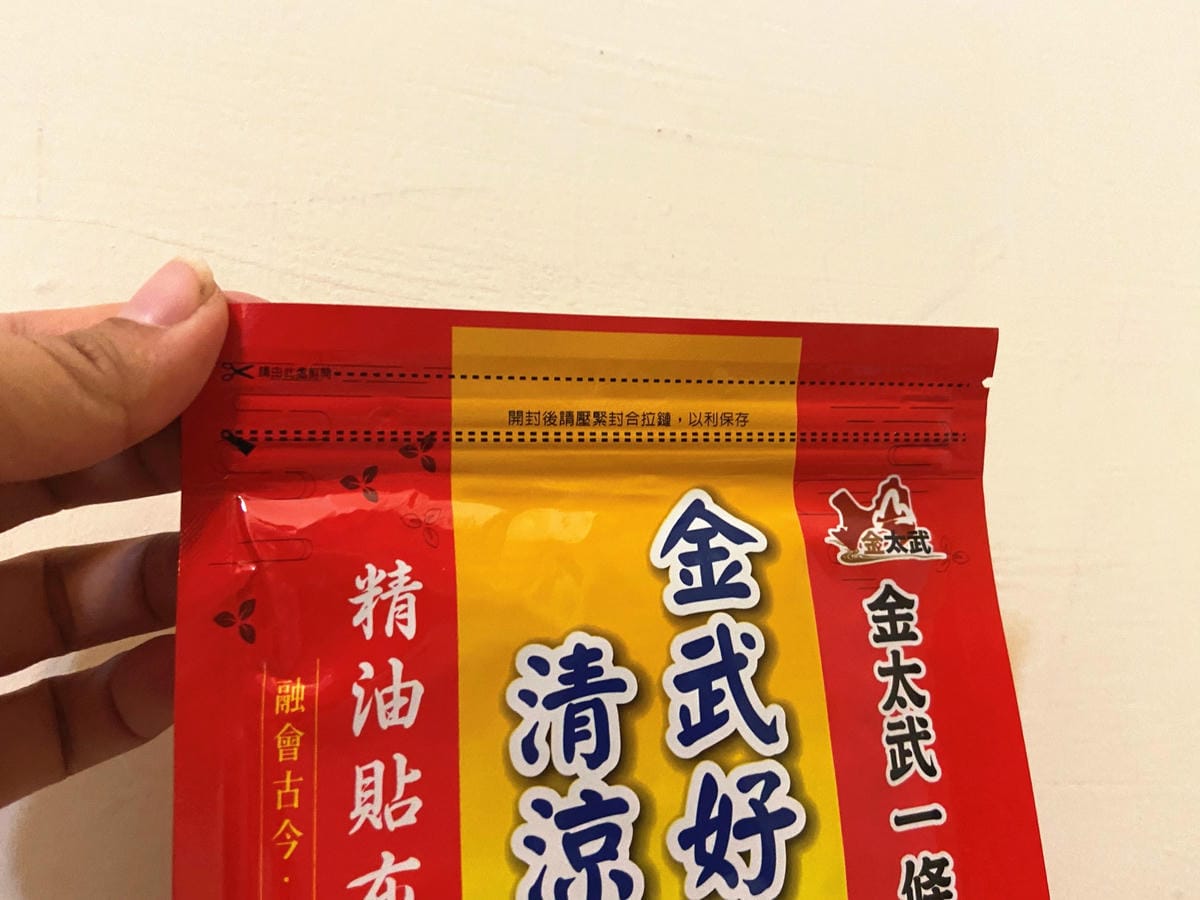 請由此處剪開
開封後請壓緊封合拉鏈，以利保存
金太武
金太武一條
金武好
清涼
精油貼布
融會古今·